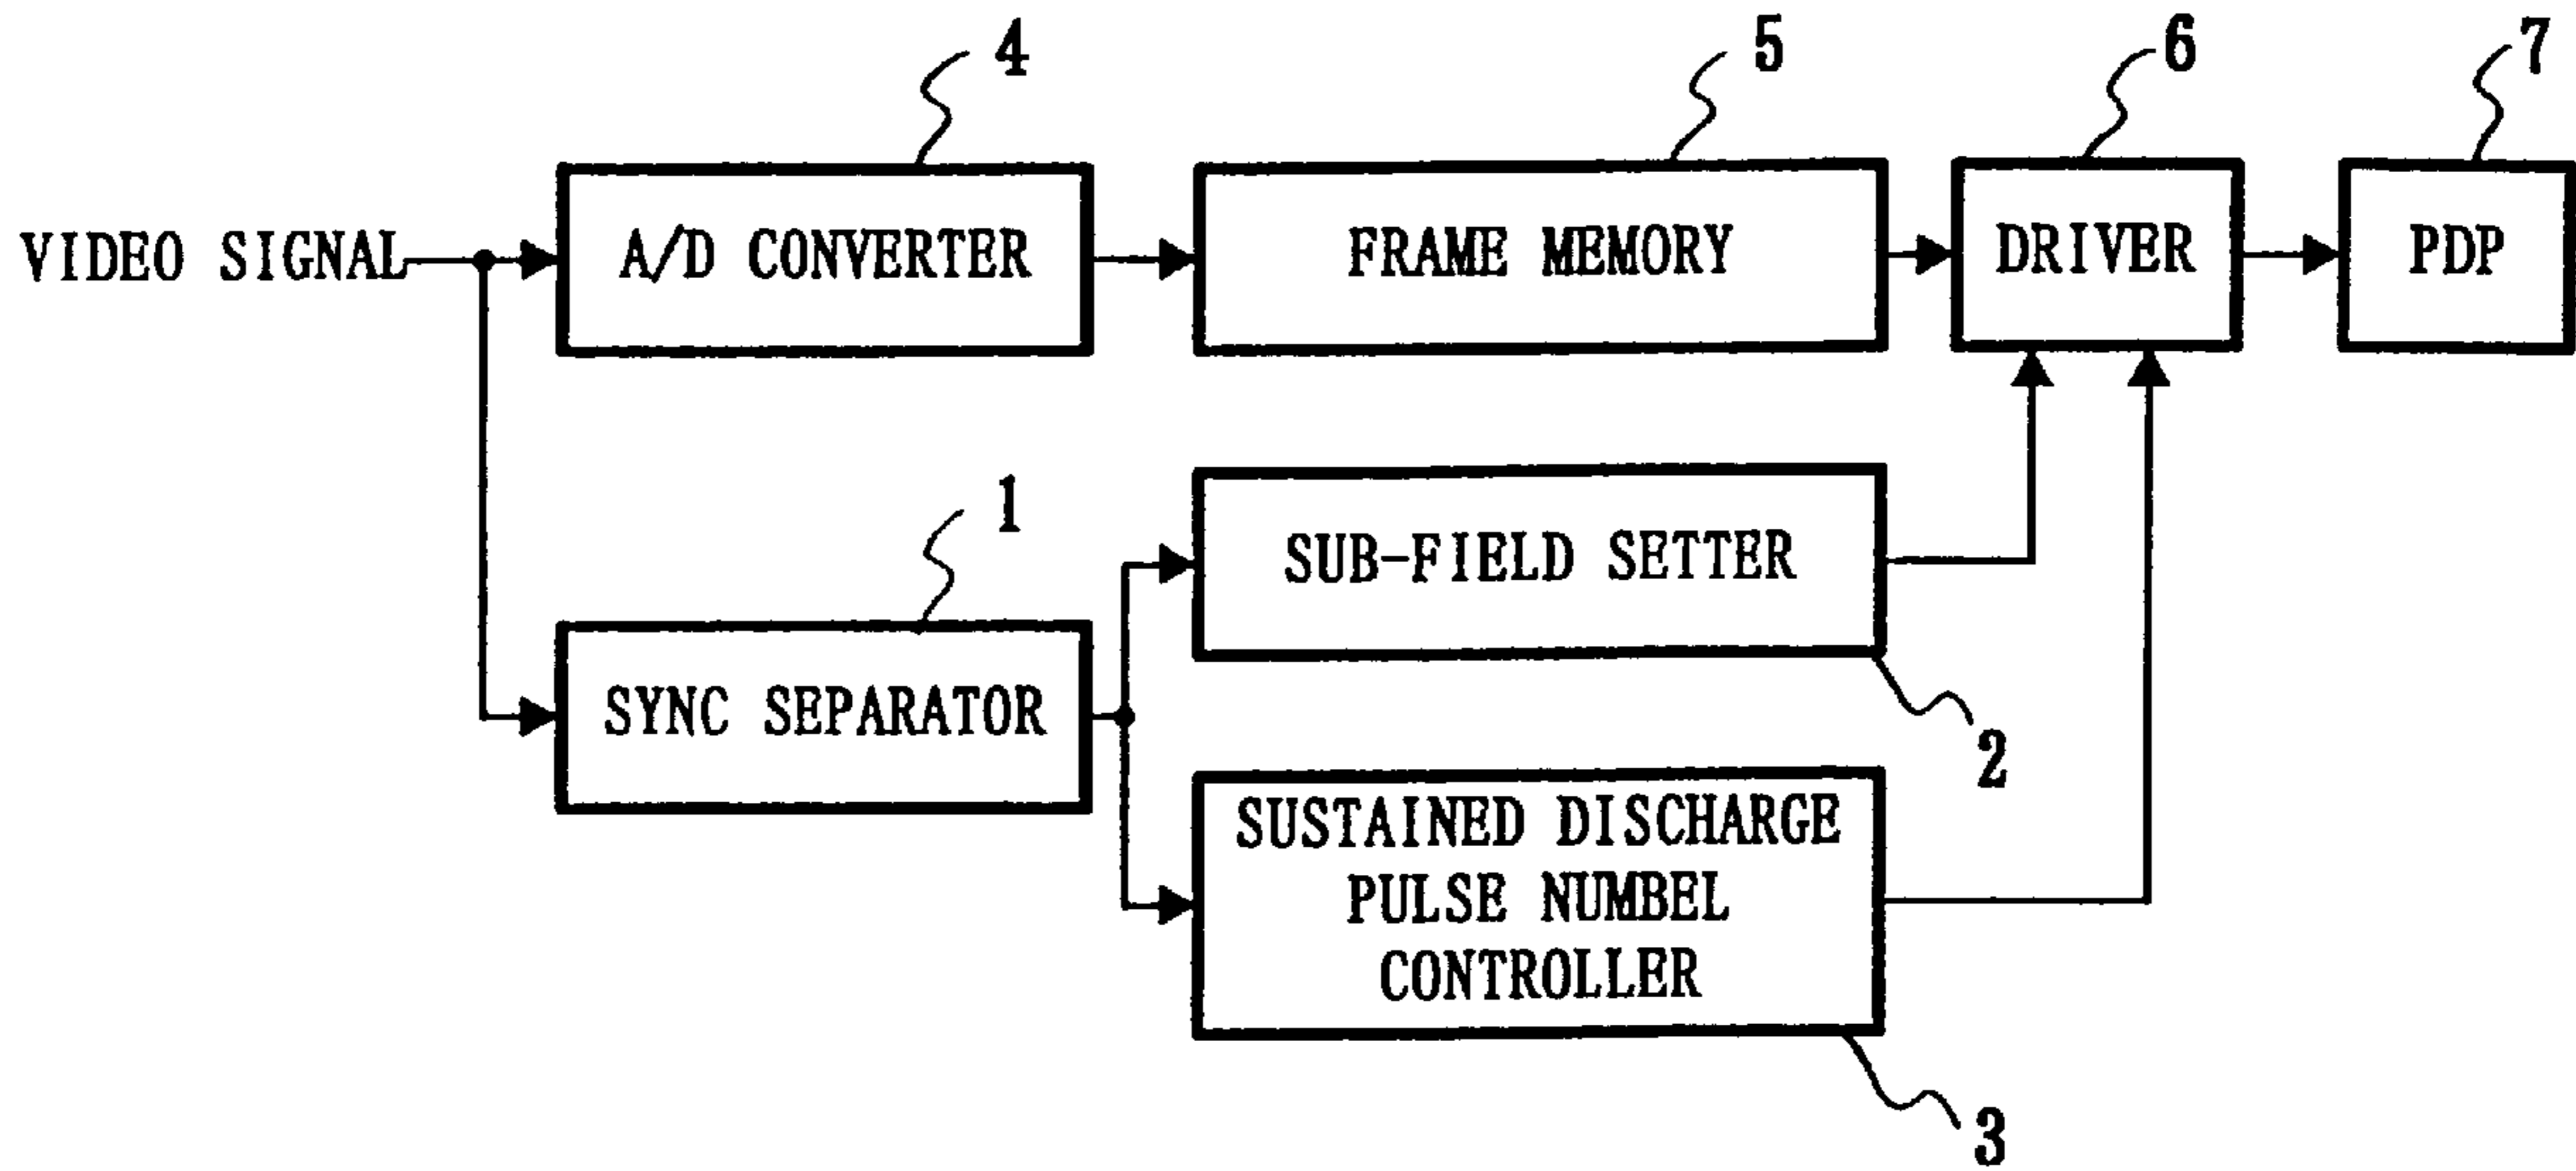 4
5
6
7
VIDEO SIGNAL
A/D CONVERTER
FRAME MEMORY
DRIVER
PDP
1
SUB-FIELD SETTER
SYNC SEPARATOR
2
SUSTAINED DISCHARGE
PULSE NUMBEL
CONTROLLER
3